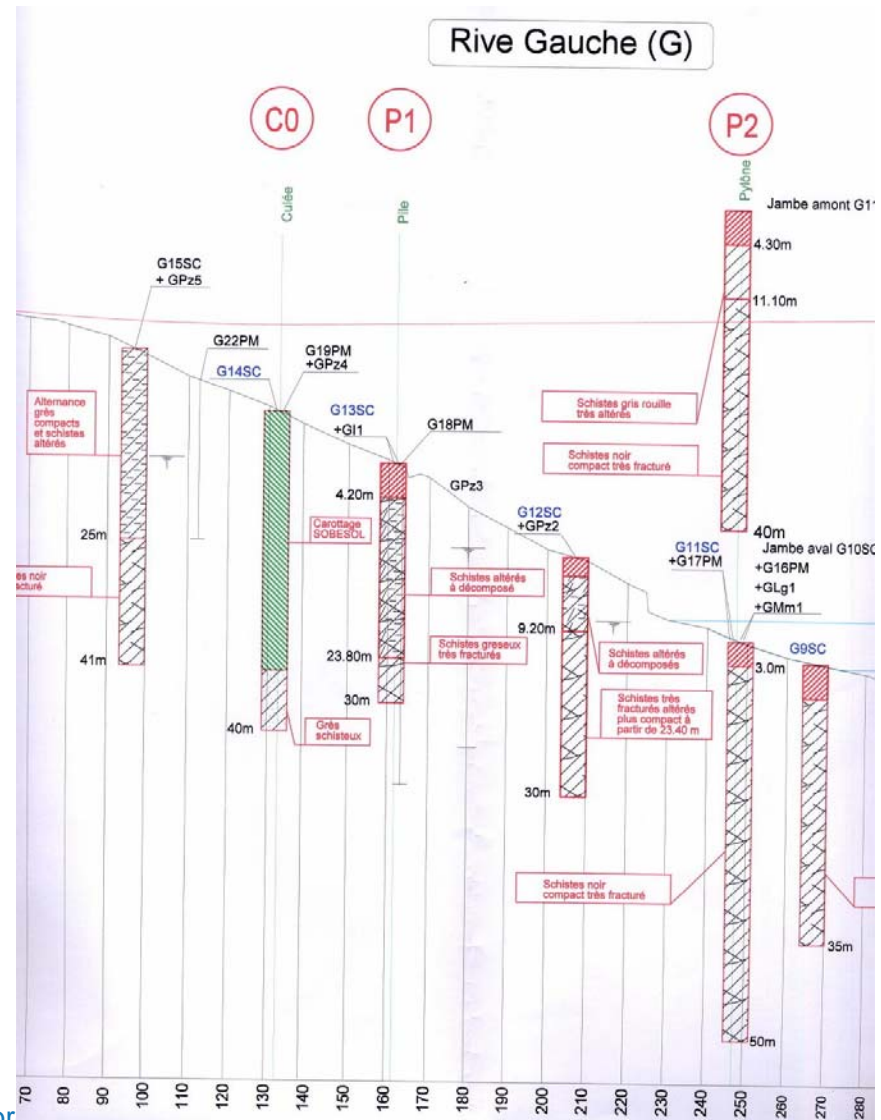 Rive Gauche (G)
C0
P1
P2
Culée
Pile
Pylône
Jambe amont G11
4.30m
11.10m
G15SC
+ GPz5
G22PM
G14SC
G19PM
+GPz4
G13SC
+GI1
G18PM
Alternance
grès
compacts
et schistes
altérés
Schistes gris rouille
très altérés
Schistes noir
compact très fracturé
4.20m
GPz3
G12SC
+GPz2
40m
25m
Carottage
SOBESOL
G11SC
+G17PM
Jambe aval G10SC
+G16PM
+GLg1
+GMm1
es noir
acturé
Schistes altérés
à décomposé
9.20m
Schistes altérés
à décomposés
3.0m
G9SC
41m
23.80m
Schistes greseux
très fracturés
30m
40m
Grès
schisteux
Schistes très
fracturés altérés
plus compact à
partir de 23.40 m
30m
Schistes noir
compact très fracturé
35m
50m
or
70
80
90
100
110
120
130
140
150
160
170
180
190
200
210
220
230
240
250
260
270
280